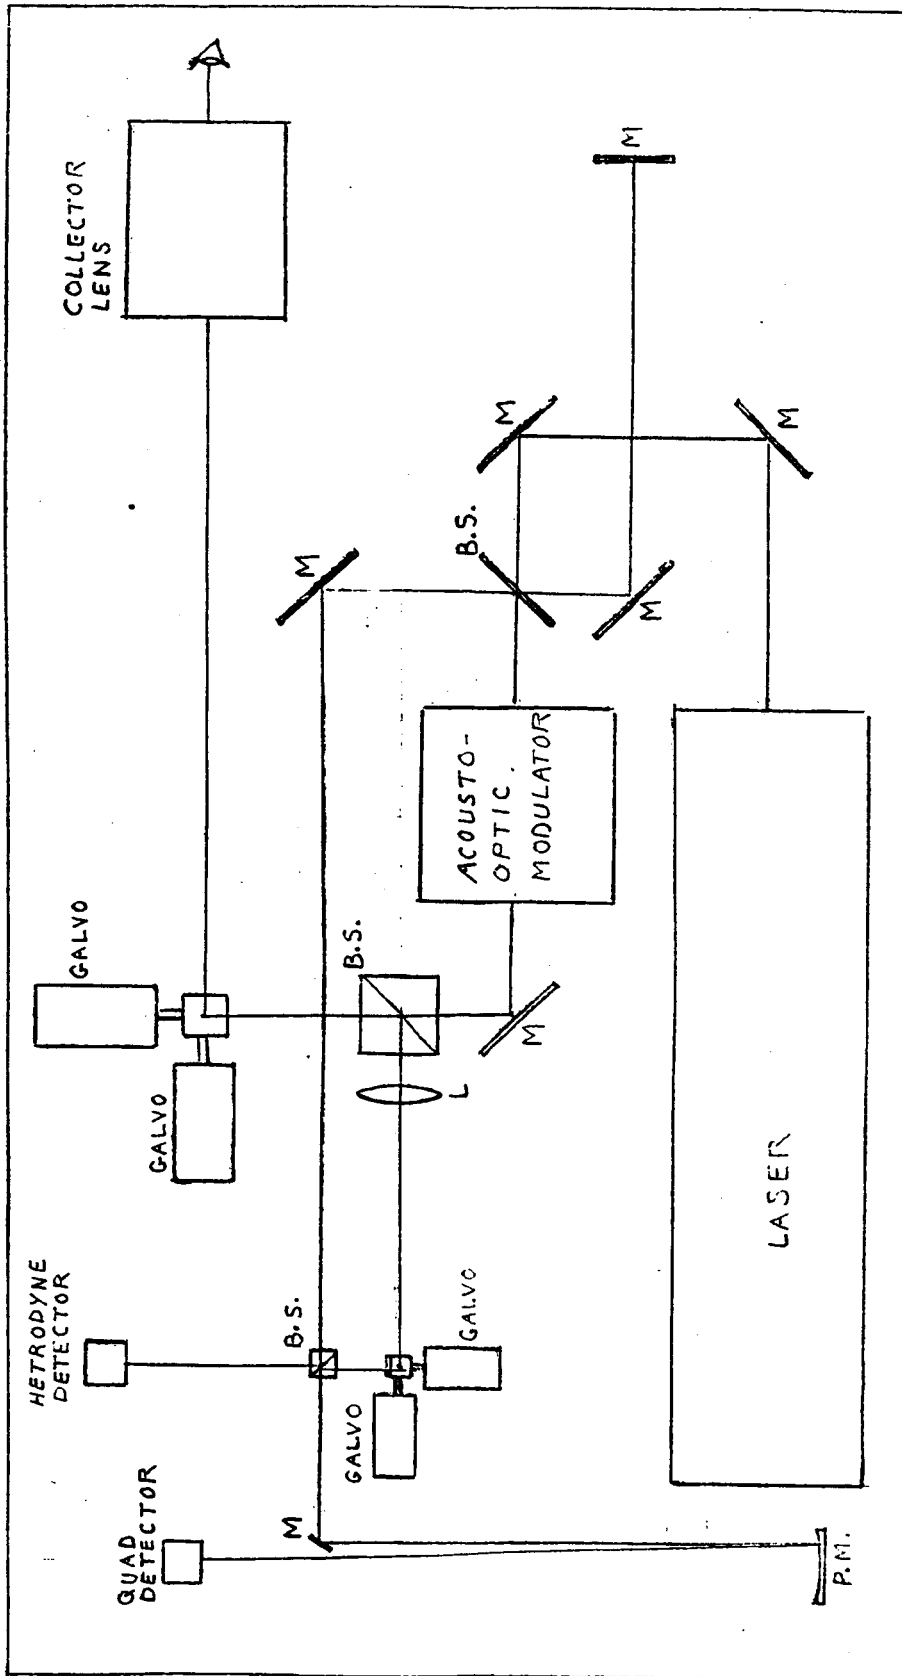 QUAD
DETECTOR
HETRODYNE
DETECTOR
GALVO
GALVO
COLLECTOR
LENS
M
B.S.
GALVO
GALVO
L
B.S.
M
M
ACOUSTO-
OPTIC
MODULATOR
B.S.
M
M
M
P.M.
LASER
M